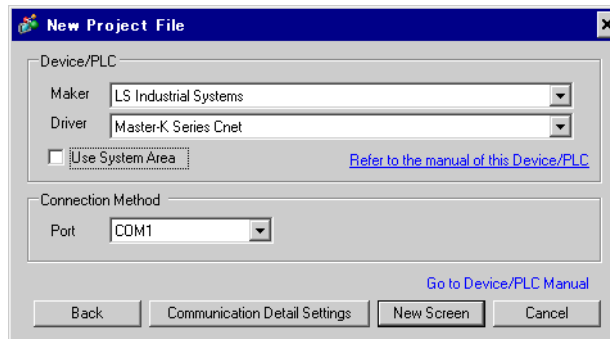 New Project File
Device/PLC
Maker LS Industrial Systems
Driver Master-K Series Cnet
Use System Area Refer to the manual of this Device/PLC
Connection Method
Port COM1
Go to Device/PLC Manual
Back Communication Detail Settings New Screen Cancel